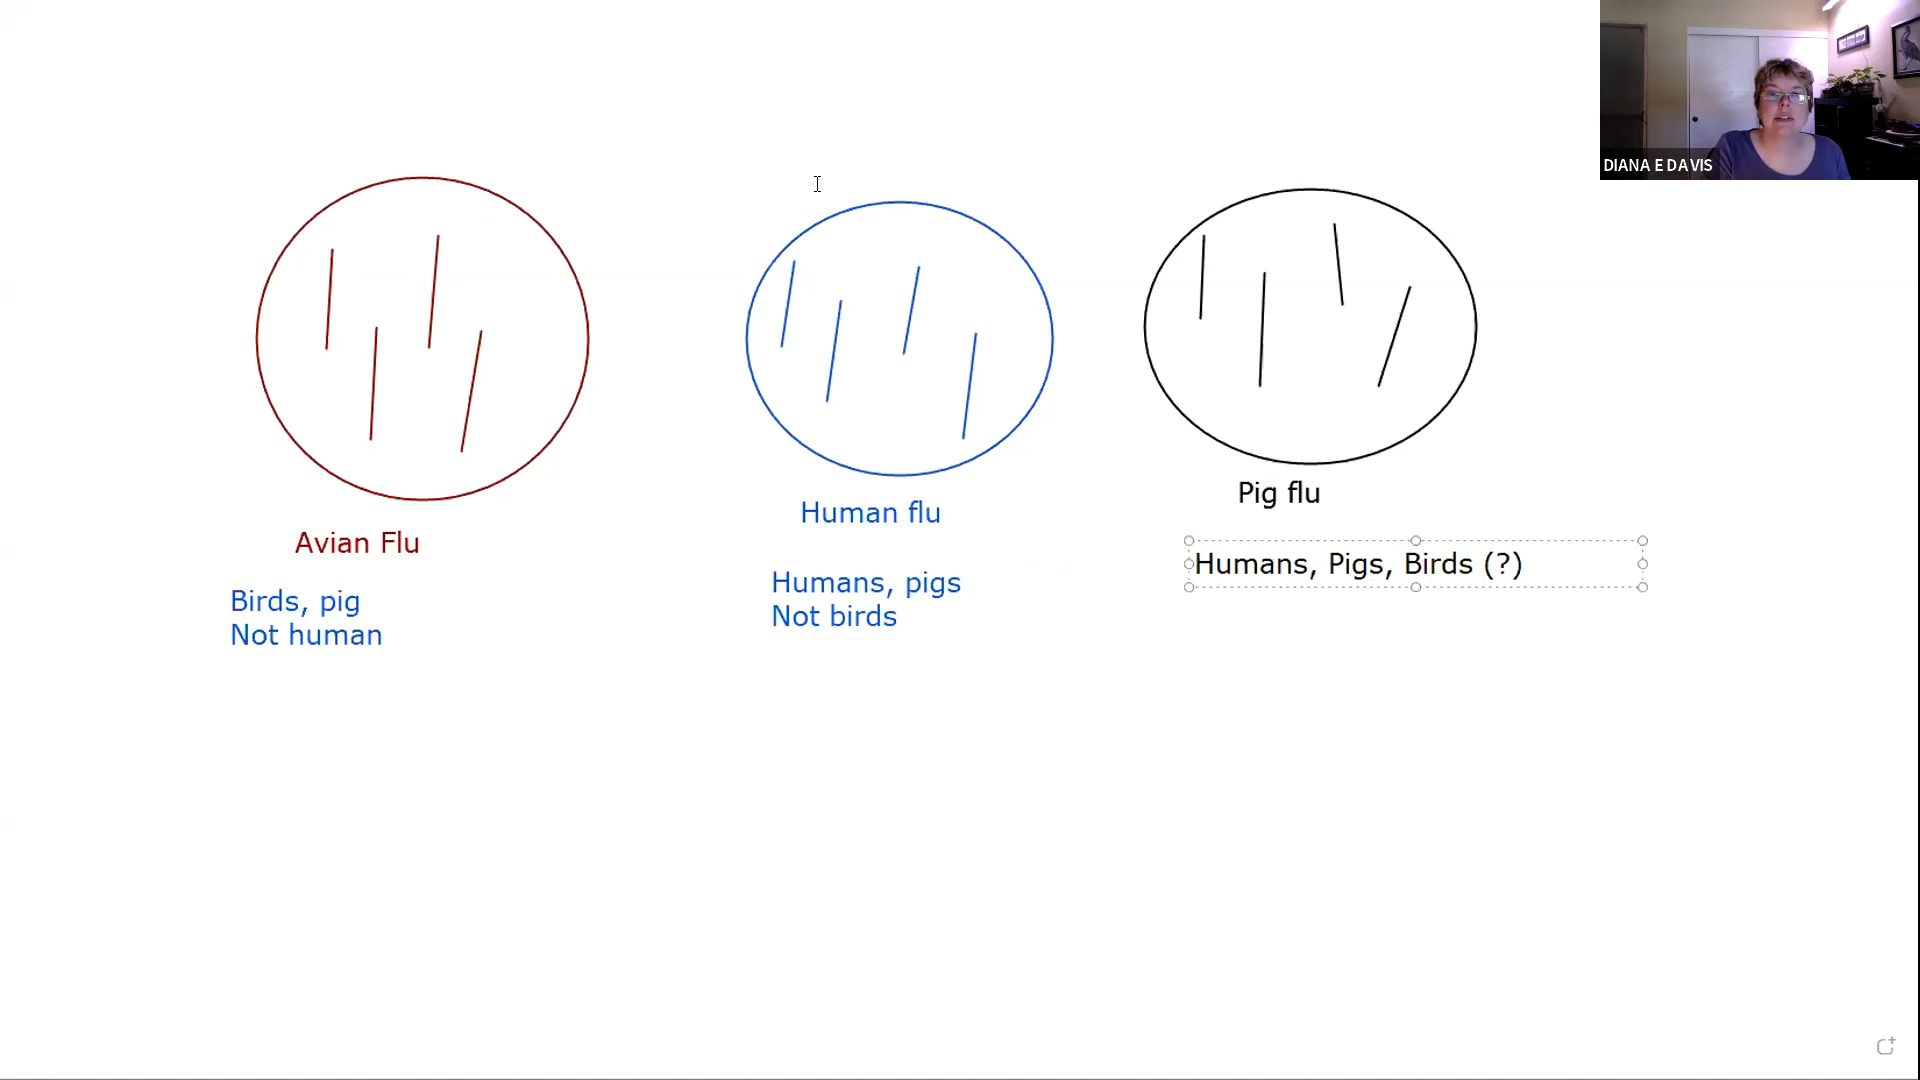 DIANA E DAVIS
Avian Flu
Birds, pig
Not human
Human flu
Humans, pigs
Not birds
Pig flu
Humans, Pigs, Birds (?)